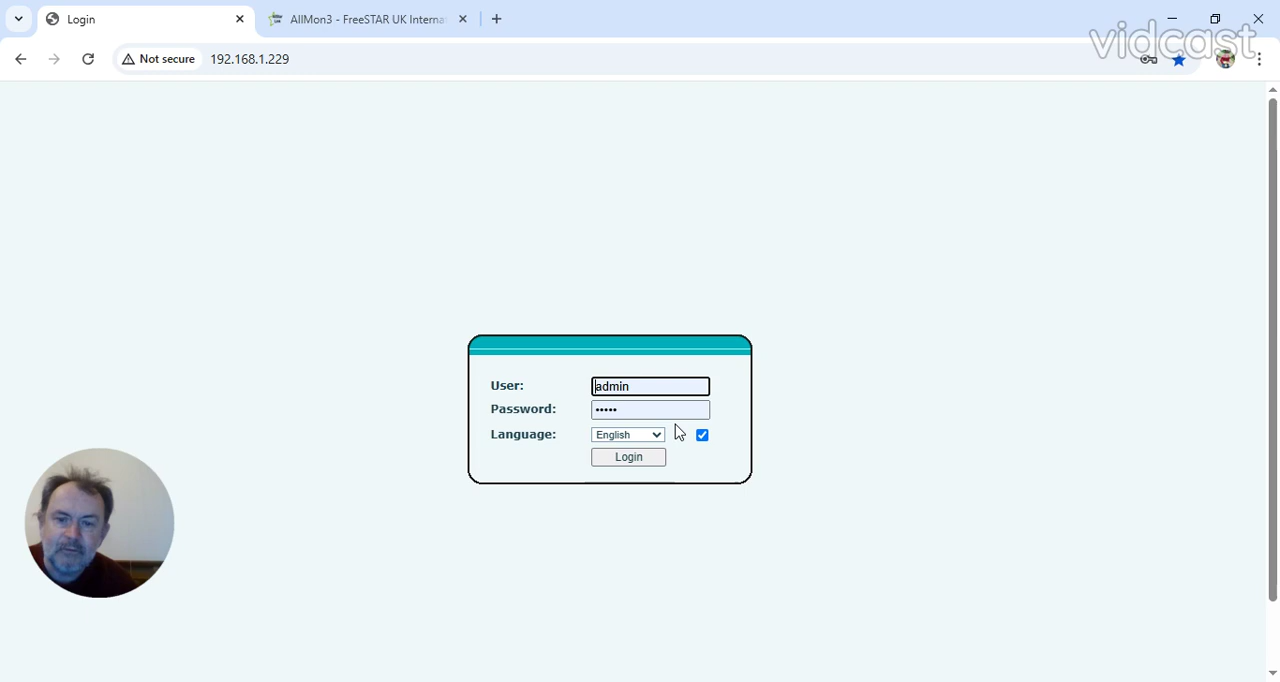 Login
AllMon3 - FreeSTAR UK Interna
vidcast
Not secure
192.168.1.229
User:
admin
Password:
•••••
Language:
English
Login